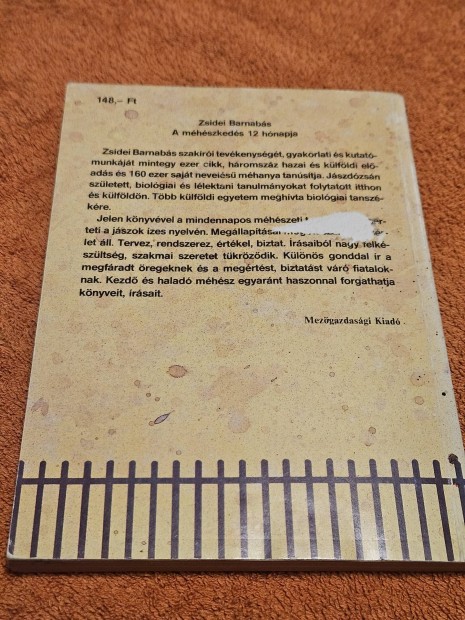 148,– Ft
Zsidei Barnabás
A méhészkedés 12 hónapja
Zsidei Barnabás szakírói tevékenységét, gyakorlati és kutató-
munkáját mintegy ezer cikk, háromszáz hazai és külföldi elő-
adás és 160 ezer saját nevelésű méhanya tanúsítja. Jászdózsán
született, biológiai és lélektani tanulmányokat folytatott itthon
és külföldön. Több külföldi egyetem meghívta biológiai tanszé-
kére.
Jelen könyvével a mindennapos méhészeti
teti a jászok ízes nyelvén. Megállapításai
let áll. Tervez, rendszerez, értékel, biztat. Írásaiból nagy felké-
szültség, szakmai szeretet tükröződik. Különös gonddal ír a
megfáradt öregeknek és a megértést, biztatást váró fiatalok-
nak. Kezdő és haladó méhész egyaránt haszonnal forgathatja
könyveit, írásait.
Mezőgazdasági Kiadó